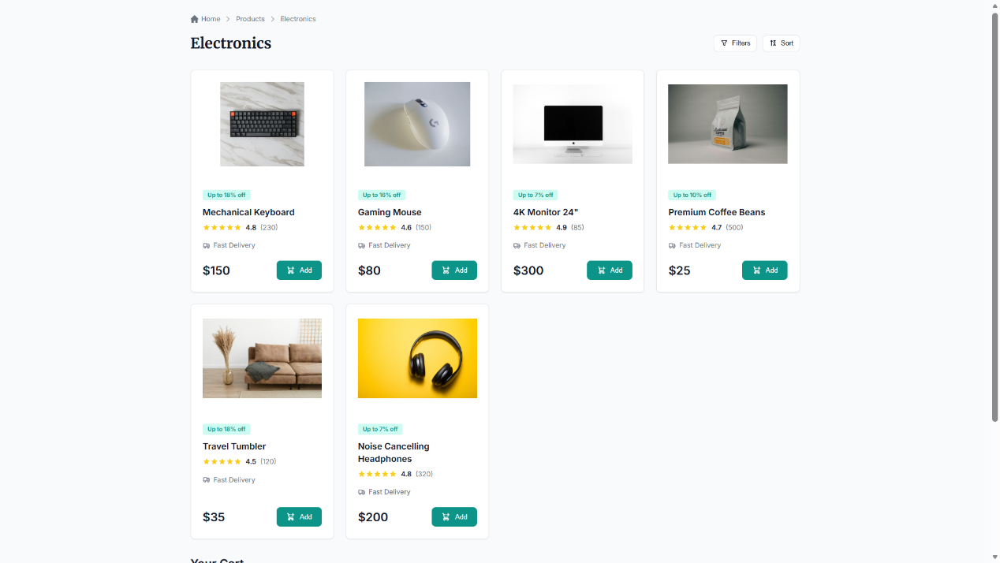 Home > Products > Electronics
Electronics
Filters
Sort
Up to 18% off
Mechanical Keyboard
4.8 (230)
Fast Delivery
$150
Add
Up to 16% off
Gaming Mouse
4.6 (150)
Fast Delivery
$80
Add
Up to 7% off
4K Monitor 24"
4.9 (85)
Fast Delivery
$300
Add
COFFEE
Up to 10% off
Premium Coffee Beans
4.7 (500)
Fast Delivery
$25
Add
Up to 18% off
Travel Tumbler
4.5 (120)
Fast Delivery
$35
Add
Up to 7% off
Noise Cancelling
Headphones
4.8 (320)
Fast Delivery
$200
Add
Your Cart